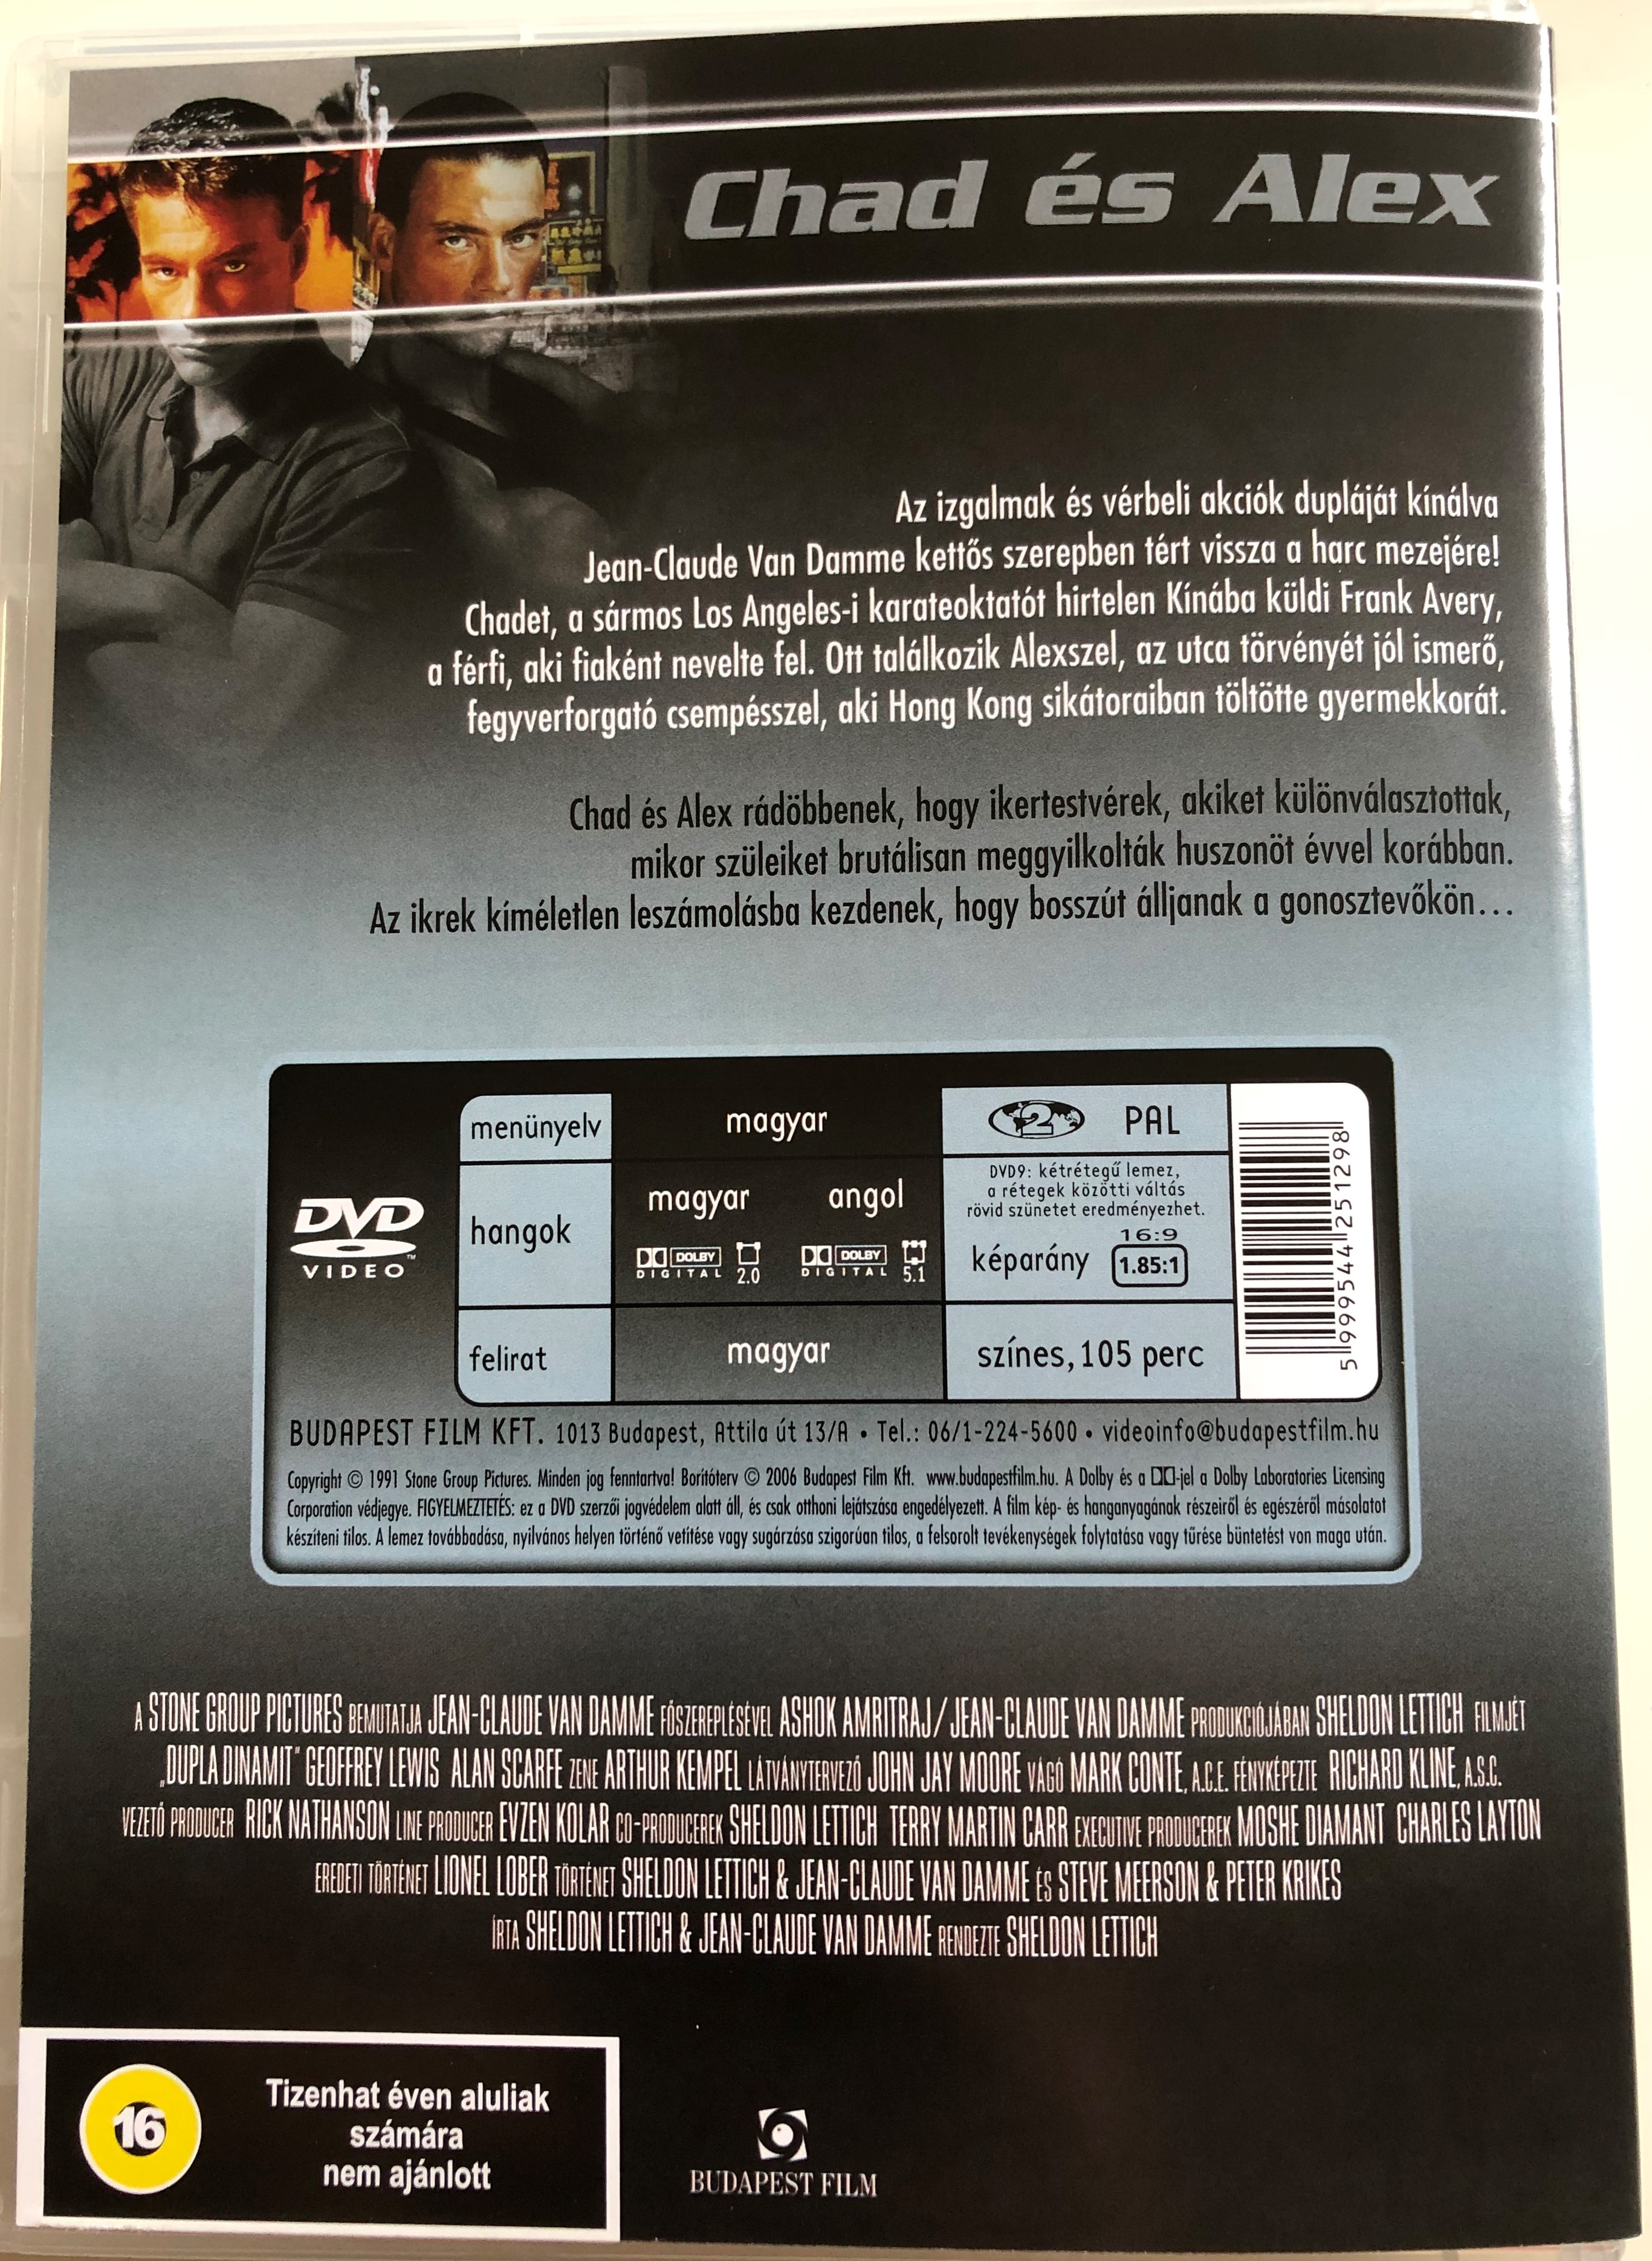 Chad és Alex
Az izgalmak és vérbeli akciók dupláját kínálva
Jean-Claude Van Damme kettős szerepben tért vissza a harc mezejére!
Chadet, a sármos Los Angeles-i karateoktatót hirtelen Kínába küldi Frank Avery,
a férfi, aki fiaként nevelte fel. Ott találkozik Alexszel, az utca törvényét jól ismerő,
fegyverforgató csempésszel, aki Hong Kong sikátoraiban töltötte gyermekkorát.
Chad és Alex rádöbbenek, hogy ikertestvérek, akiket különválasztottak,
mikor szüleiket brutálisan meggyilkolták huszonöt évvel korábban.
Az ikrek kíméletlen leszámolásba kezdenek, hogy bosszút álljanak a gonosztevőkön...
DVD
VIDEO
™
menünyelv
magyar
hangok
magyar angol
DOLBY DIGITAL 2.0
DOLBY DIGITAL 5.1
felirat
magyar
2 PAL
DVD9: kétrétegű lemez,
a rétegek közötti váltás
rövid szünetet eredményezhet.
16:9
képarány 1.85:1
színes, 105 perc
5 999544 251298
BUDAPEST FILM KFT. 1013 Budapest, Attila út 13/A • Tel.: 06/1-224-5600 • videoinfo@budapestfilm.hu
Copyright © 1991 Stone Group Pictures. Minden jog fenntartva! Borítóterv © 2006 Budapest Film Kft. www.budapestfilm.hu. A Dolby és a DD-jel a Dolby Laboratories Licensing
Corporation védjegye. FIGYELMEZTETÉS: ez a DVD szerzői jogvédelem alatt áll, és csak otthoni lejátszása engedélyezett. A film kép- és hanganyagának részeiről és egészéről másolatot
készíteni tilos. A lemez továbbadása, nyilvános helyen történő vetítése vagy sugárzása szigorúan tilos, a felsorolt tevékenységek folytatása vagy tűrése büntetést von maga után.
A STONE GROUP PICTURES BEMUTATJA JEAN-CLAUDE VAN DAMME FŐSZEREPLÉSÉVEL ASHOK AMRITRAJ/JEAN-CLAUDE VAN DAMME PRODUKCIÓJÁBAN SHELDON LETTICH FILMJÉT
„DUPLA DINAMIT" GEOFFREY LEWIS ALAN SCARFE ZENE ARTHUR KEMPEL LÁTVÁNYTERVEZŐ JOHN JAY MOORE VÁGÓ MARK CONTE, A.C.E. FÉNYKÉPEZTE RICHARD KLINE, A.S.C.
VEZETŐ PRODUCER RICK NATHANSON LINE PRODUCER EVZEN KOLAR CO-PRODUCEREK SHELDON LETTICH TERRY MARTIN CARR EXECUTIVE PRODUCEREK MOSHE DIAMANT CHARLES LAYTON
EREDETI TÖRTÉNET LIONEL LOBER TÖRTÉNET SHELDON LETTICH & JEAN-CLAUDE VAN DAMME ÉS STEVE MEERSON & PETER KRIKES
ÍRTA SHELDON LETTICH & JEAN-CLAUDE VAN DAMME RENDEZTE SHELDON LETTICH
16
Tizenhat éven aluliak
számára
nem ajánlott
BUDAPEST FILM